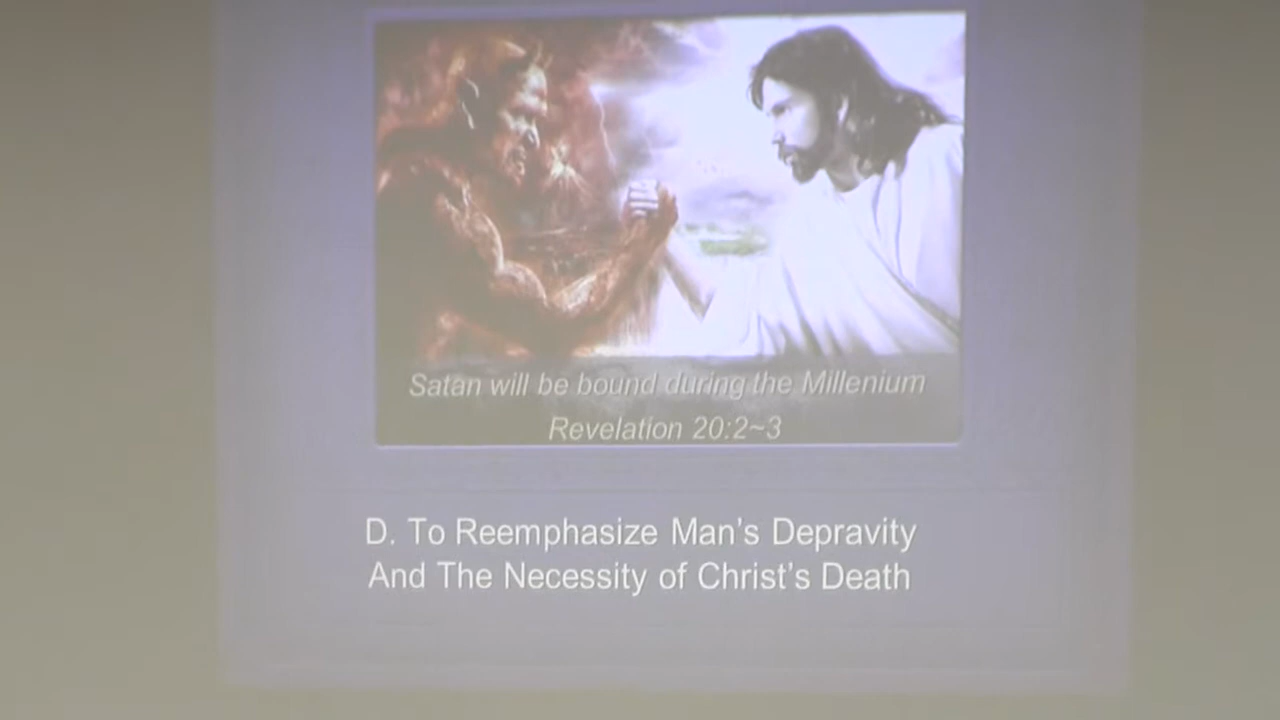 Satan will be bound during the Millenium
Revelation 20:2~3
D. To Reemphasize Man's Depravity
And The Necessity of Christ's Death